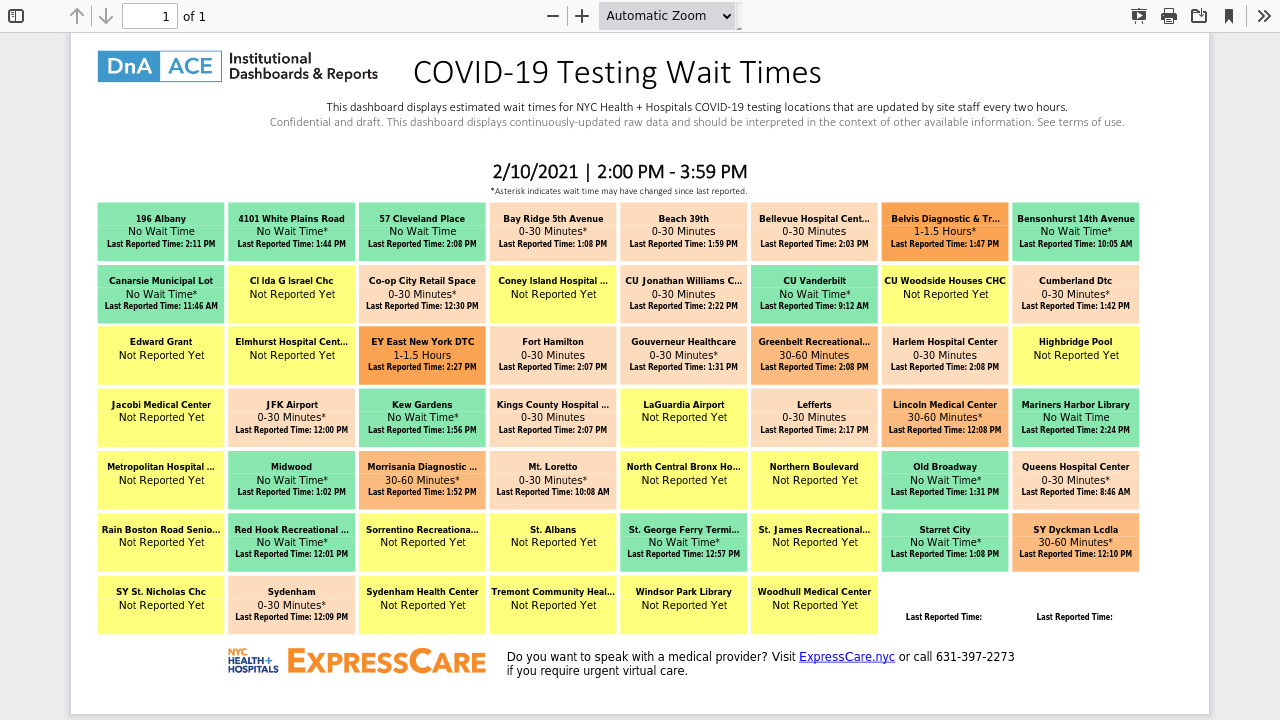 1 of 1
Automatic Zoom
DnA ACE Institutional
Dashboards & Reports
COVID-19 Testing Wait Times
This dashboard displays estimated wait times for NYC Health + Hospitals COVID-19 testing locations that are updated by site staff every two hours.
Confidential and draft. This dashboard displays continuously-updated raw data and should be interpreted in the context of other available information. See terms of use.
2/10/2021 | 2:00 PM - 3:59 PM
*Asterisk indicates wait time may have changed since last reported.
196 Albany
No Wait Time
Last Reported Time: 2:11 PM
4101 White Plains Road
No Wait Time*
Last Reported Time: 1:44 PM
57 Cleveland Place
No Wait Time
Last Reported Time: 2:08 PM
Bay Ridge 5th Avenue
0-30 Minutes*
Last Reported Time: 1:08 PM
Beach 39th
0-30 Minutes
Last Reported Time: 1:59 PM
Bellevue Hospital Cent...
0-30 Minutes
Last Reported Time: 2:03 PM
Belvis Diagnostic & Tr...
1-1.5 Hours*
Last Reported Time: 1:47 PM
Bensonhurst 14th Avenue
No Wait Time*
Last Reported Time: 10:05 AM
Canarsie Municipal Lot
No Wait Time*
Last Reported Time: 11:46 AM
Cl Ida G Israel Chc
Not Reported Yet
Co-op City Retail Space
0-30 Minutes*
Last Reported Time: 12:30 PM
Coney Island Hospital ...
Not Reported Yet
CU Jonathan Williams C...
0-30 Minutes
Last Reported Time: 2:22 PM
CU Vanderbilt
No Wait Time*
Last Reported Time: 9:12 AM
CU Woodside Houses CHC
Not Reported Yet
Cumberland Dtc
0-30 Minutes*
Last Reported Time: 1:42 PM
Edward Grant
Not Reported Yet
Elmhurst Hospital Cent...
Not Reported Yet
EY East New York DTC
1-1.5 Hours
Last Reported Time: 2:27 PM
Fort Hamilton
0-30 Minutes
Last Reported Time: 2:07 PM
Gouverneur Healthcare
0-30 Minutes*
Last Reported Time: 1:31 PM
Greenbelt Recreational...
30-60 Minutes
Last Reported Time: 2:08 PM
Harlem Hospital Center
0-30 Minutes
Last Reported Time: 2:08 PM
Highbridge Pool
Not Reported Yet
Jacobi Medical Center
Not Reported Yet
JFK Airport
0-30 Minutes*
Last Reported Time: 12:00 PM
Kew Gardens
No Wait Time*
Last Reported Time: 1:56 PM
Kings County Hospital ...
0-30 Minutes
Last Reported Time: 2:07 PM
LaGuardia Airport
Not Reported Yet
Lefferts
0-30 Minutes
Last Reported Time: 2:17 PM
Lincoln Medical Center
30-60 Minutes*
Last Reported Time: 12:08 PM
Mariners Harbor Library
No Wait Time
Last Reported Time: 2:24 PM
Metropolitan Hospital ...
Not Reported Yet
Midwood
No Wait Time*
Last Reported Time: 1:02 PM
Morrisania Diagnostic ...
30-60 Minutes*
Last Reported Time: 1:52 PM
Mt. Loretto
0-30 Minutes*
Last Reported Time: 10:08 AM
North Central Bronx Ho...
Not Reported Yet
Northern Boulevard
Not Reported Yet
Old Broadway
No Wait Time*
Last Reported Time: 1:31 PM
Queens Hospital Center
0-30 Minutes*
Last Reported Time: 8:46 AM
Rain Boston Road Senio...
Not Reported Yet
Red Hook Recreational ...
No Wait Time*
Last Reported Time: 12:01 PM
Sorrentino Recreationa...
Not Reported Yet
St. Albans
Not Reported Yet
St. George Ferry Termi...
No Wait Time*
Last Reported Time: 12:57 PM
St. James Recreational...
Not Reported Yet
Starret City
No Wait Time*
Last Reported Time: 1:08 PM
SY Dyckman Lcdla
30-60 Minutes*
Last Reported Time: 12:10 PM
SY St. Nicholas Chc
Not Reported Yet
Sydenham
0-30 Minutes*
Last Reported Time: 12:09 PM
Sydenham Health Center
Not Reported Yet
Tremont Community Heal...
Not Reported Yet
Windsor Park Library
Not Reported Yet
Woodhull Medical Center
Not Reported Yet
Last Reported Time:
Last Reported Time:
NYC
HEALTH+
HOSPITALS
EXPRESSCARE
Do you want to speak with a medical provider? Visit ExpressCare.nyc or call 631-397-2273
if you require urgent virtual care.